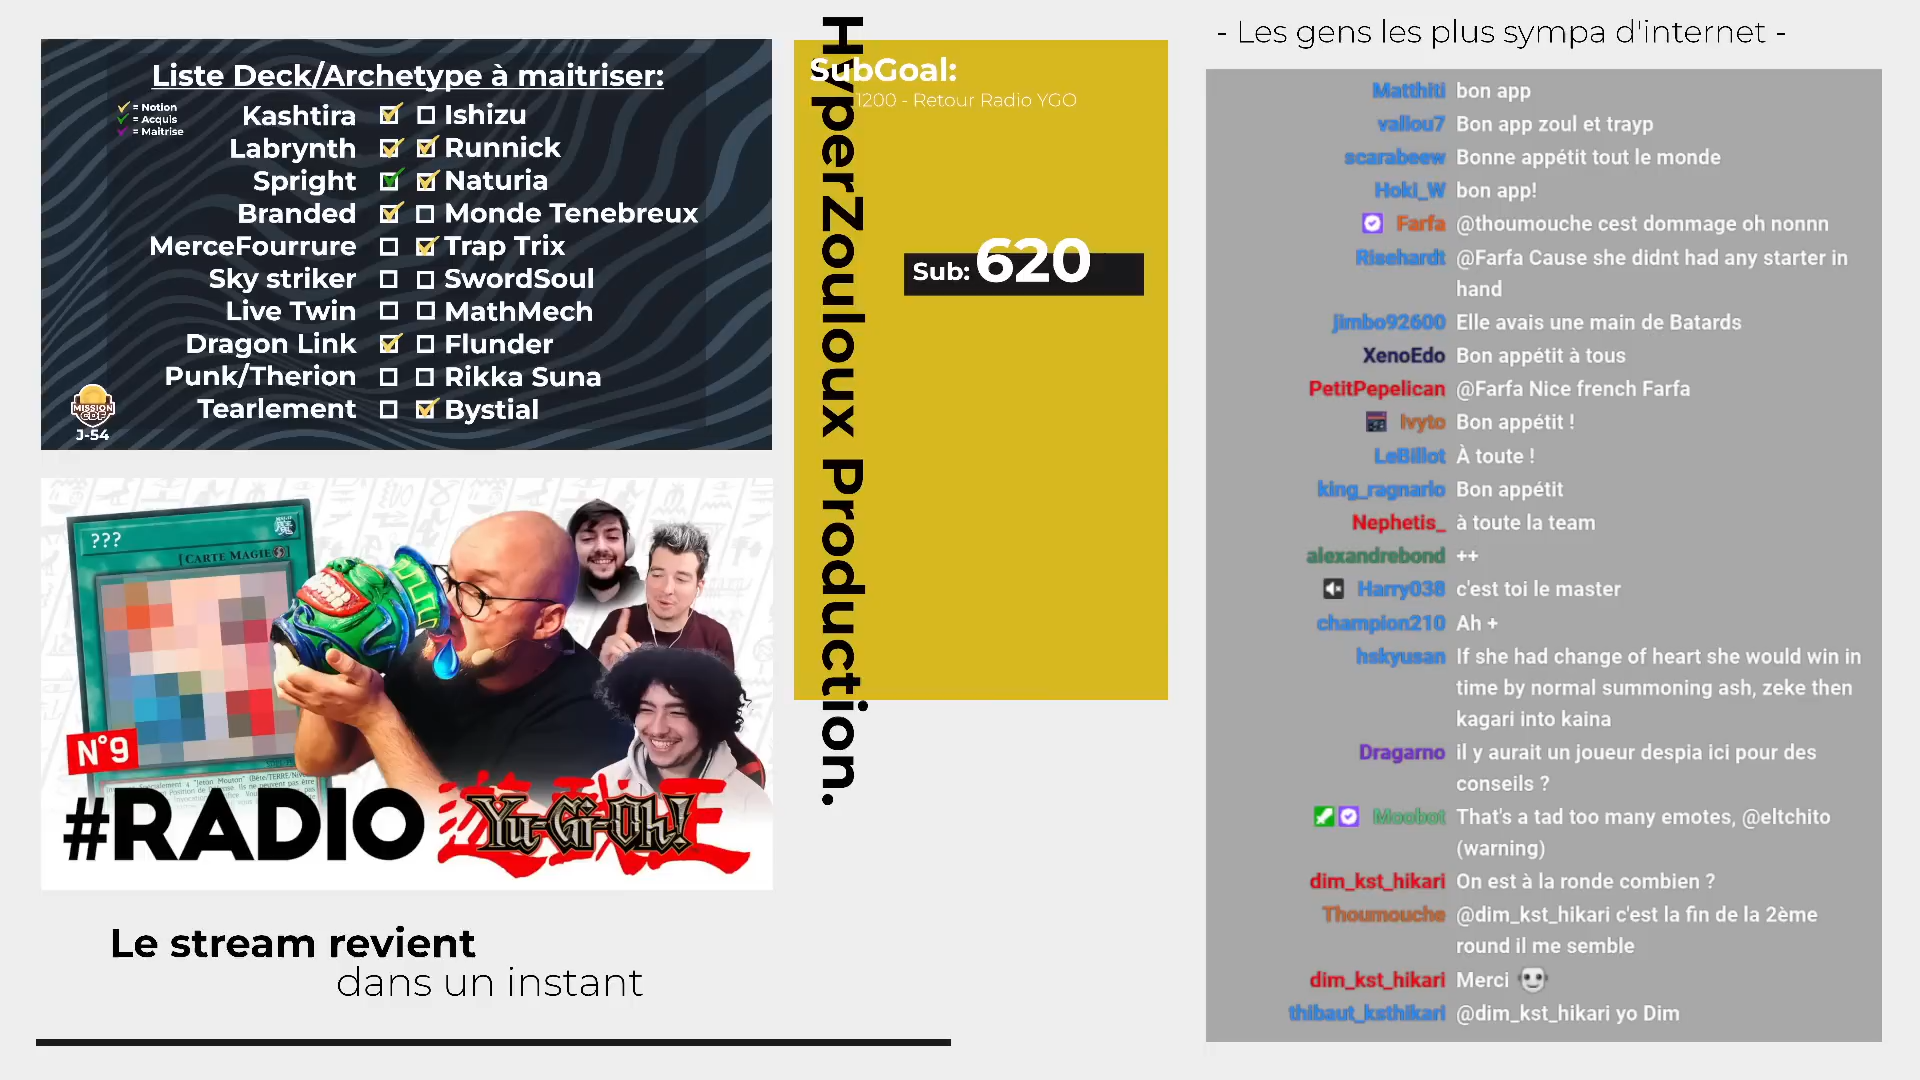 - Les gens les plus sympa d'internet -
Liste Deck/Archetype à maitriser:
= Notion
= Acquis
= Maitrise
Kashtira Ishizu
Labrynth Runnick
Spright Naturia
Branded Monde Tenebreux
MerceFourrure Trap Trix
Sky striker SwordSoul
Live Twin MathMech
Dragon Link Flunder
Punk/Therion Rikka Suna
Tearlement Bystial
MISSION
CDF
J-54
???
[CARTE MAGIE]
N°9
#RADIO Yu-Gi-Oh!
Le stream revient
dans un instant
HyperZouloux Production.
SubGoal:
1200 - Retour Radio YGO
Sub: 620
Matthiti bon app
vallou7 Bon app zoul et trayp
scarabeew Bonne appétit tout le monde
Hoki_W bon app!
Farfa @thoumouche cest dommage oh nonnn
Risehardt @Farfa Cause she didnt had any starter in
hand
jimbo92600 Elle avais une main de Batards
XenoEdo Bon appétit à tous
PetitPepelican @Farfa Nice french Farfa
Ivyto Bon appétit !
LeBillot À toute !
king_ragnarlo Bon appétit
Nephetis_ à toute la team
alexandrebond ++
Harry038 c'est toi le master
champion210 Ah +
hskyusan If she had change of heart she would win in
time by normal summoning ash, zeke then
kagari into kaina
Dragarno il y aurait un joueur despia ici pour des
conseils ?
Moobot That's a tad too many emotes, @eltchito
(warning)
dim_kst_hikari On est à la ronde combien ?
Thoumouche @dim_kst_hikari c'est la fin de la 2ème
round il me semble
dim_kst_hikari Merci
thibaut_ksthikari @dim_kst_hikari yo Dim